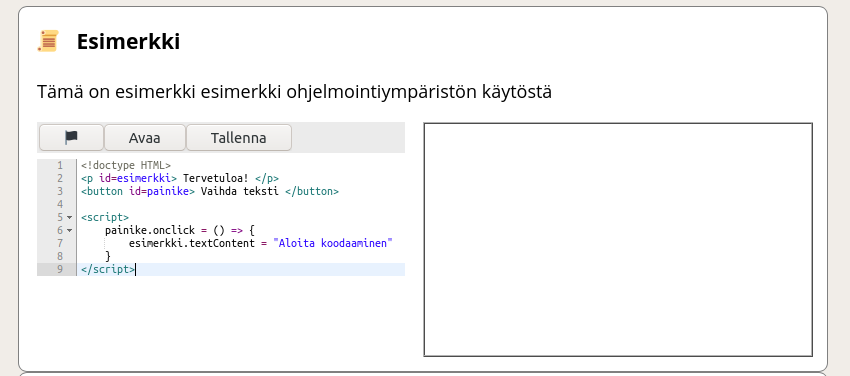 Esimerkki
Tämä on esimerkki esimerkki ohjelmointiympäristön käytöstä
Avaa Tallenna
1 <!doctype HTML>
2 <p id=esimerkki> Tervetuloa! </p>
3 <button id=painike> Vaihda teksti </button>
4
5 <script>
6 painike.onclick = () => {
7 esimerkki.textContent = "Aloita koodaaminen"
8 }
9 </script>